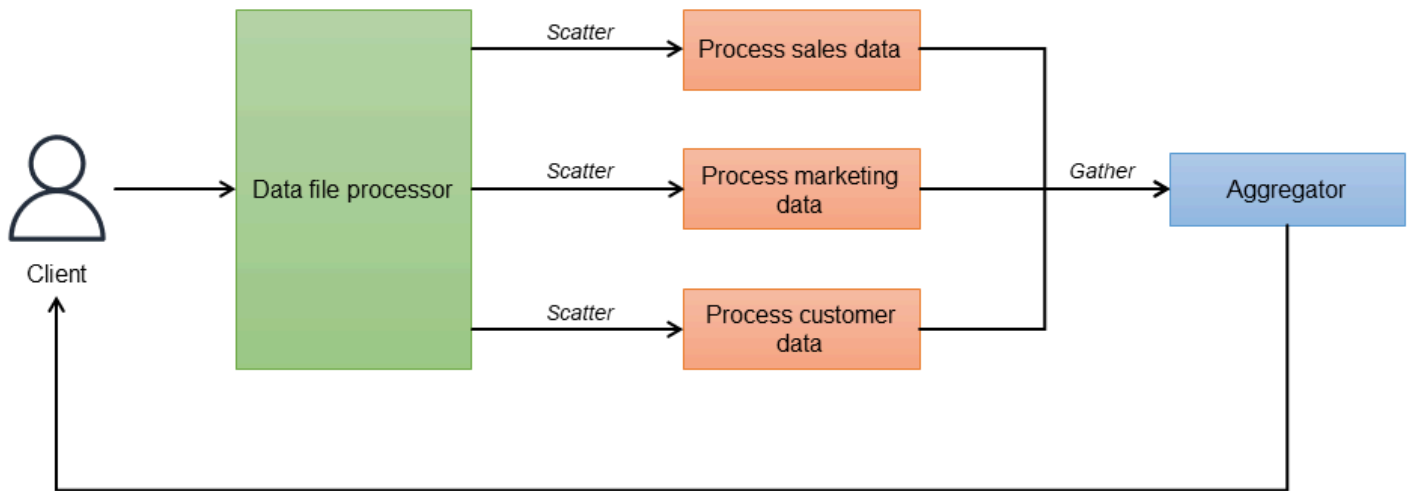 Scatter
Process sales data
Client
Data file processor
Scatter
Process marketing
data
Gather
Aggregator
Scatter
Process customer
data